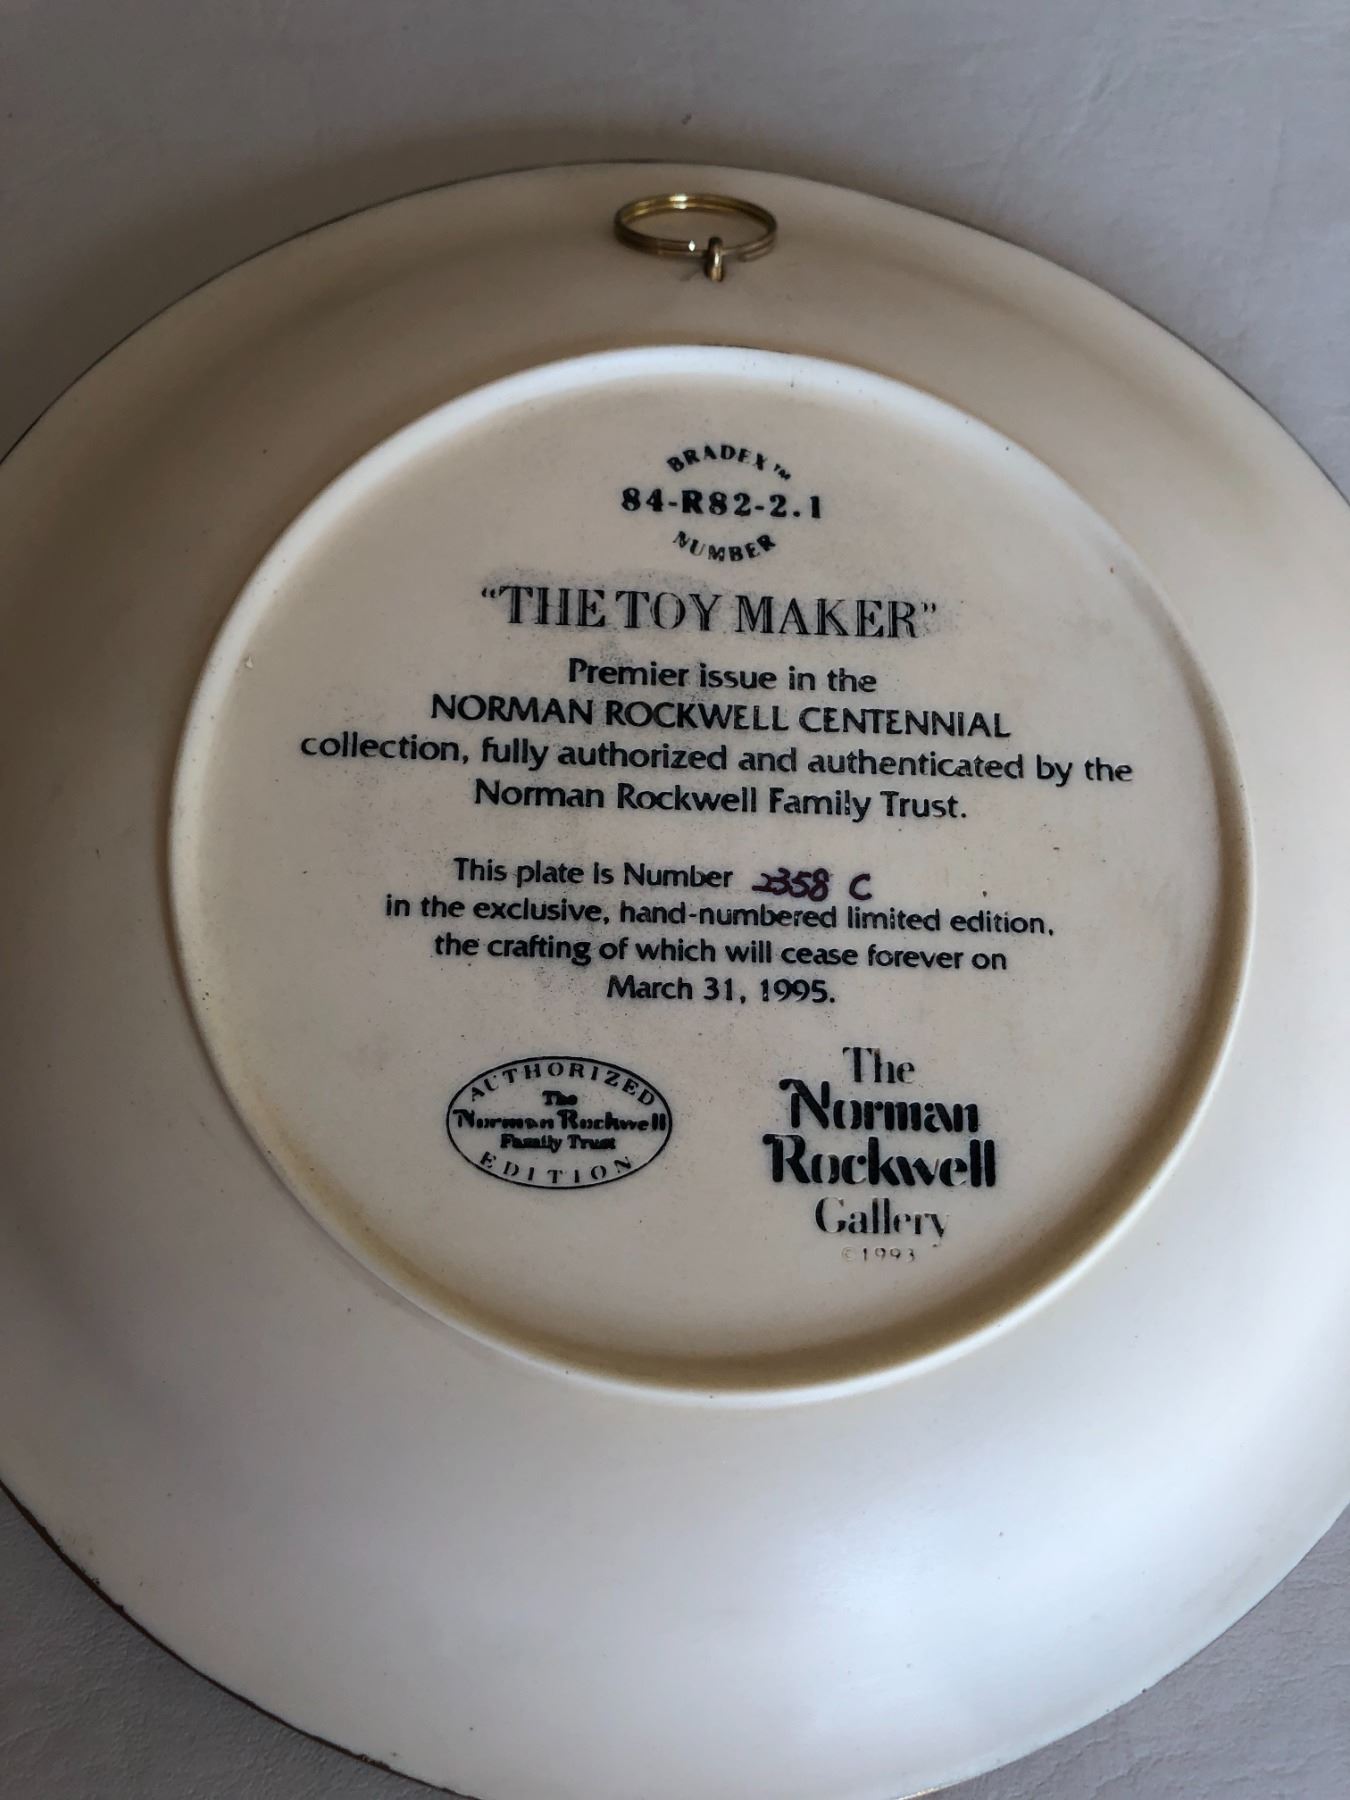 BRADEX™
84-R82-2.1
NUMBER
“THE TOY MAKER”
Premier issue in the
NORMAN ROCKWELL CENTENNIAL
collection, fully authorized and authenticated by the
Norman Rockwell Family Trust.
This plate is Number 2358 C
in the exclusive, hand-numbered limited edition,
the crafting of which will cease forever on
March 31, 1995.
AUTHORIZED
The
Norman Rockwell
Family Trust
EDITION
The
Norman
Rockwell
Gallery
©1993